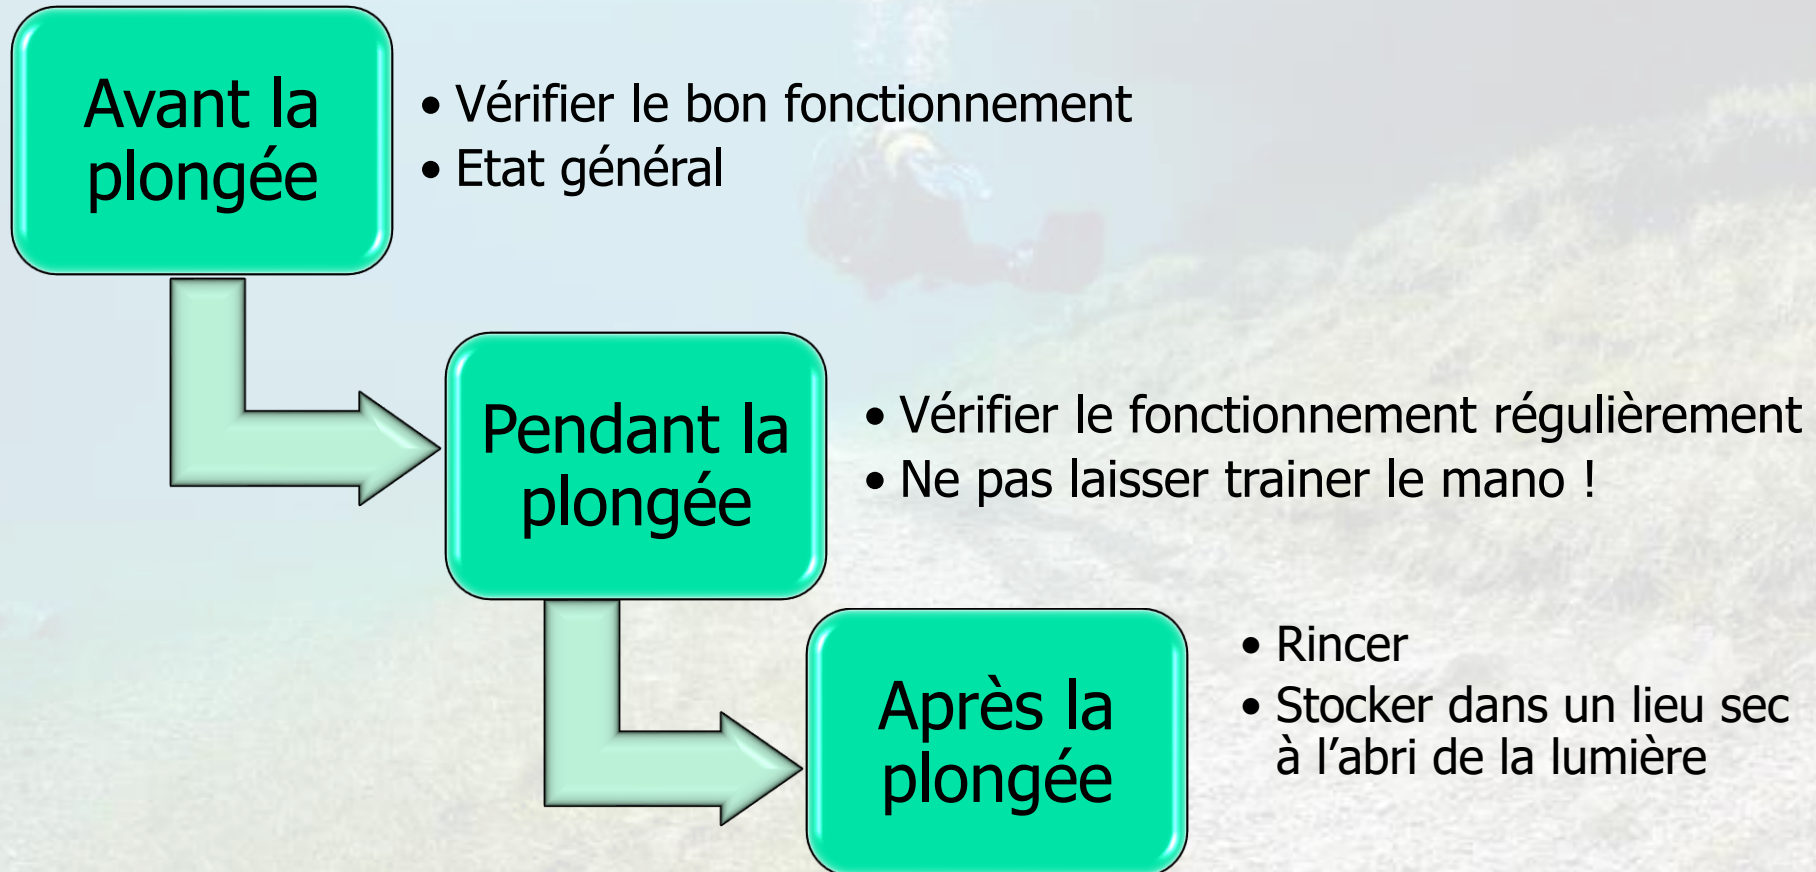 Avant la
plongée
• Vérifier le bon fonctionnement
• Etat général
Pendant la
plongée
• Vérifier le fonctionnement régulièrement
• Ne pas laisser trainer le mano !
Après la
plongée
• Rincer
• Stocker dans un lieu sec
à l’abri de la lumière